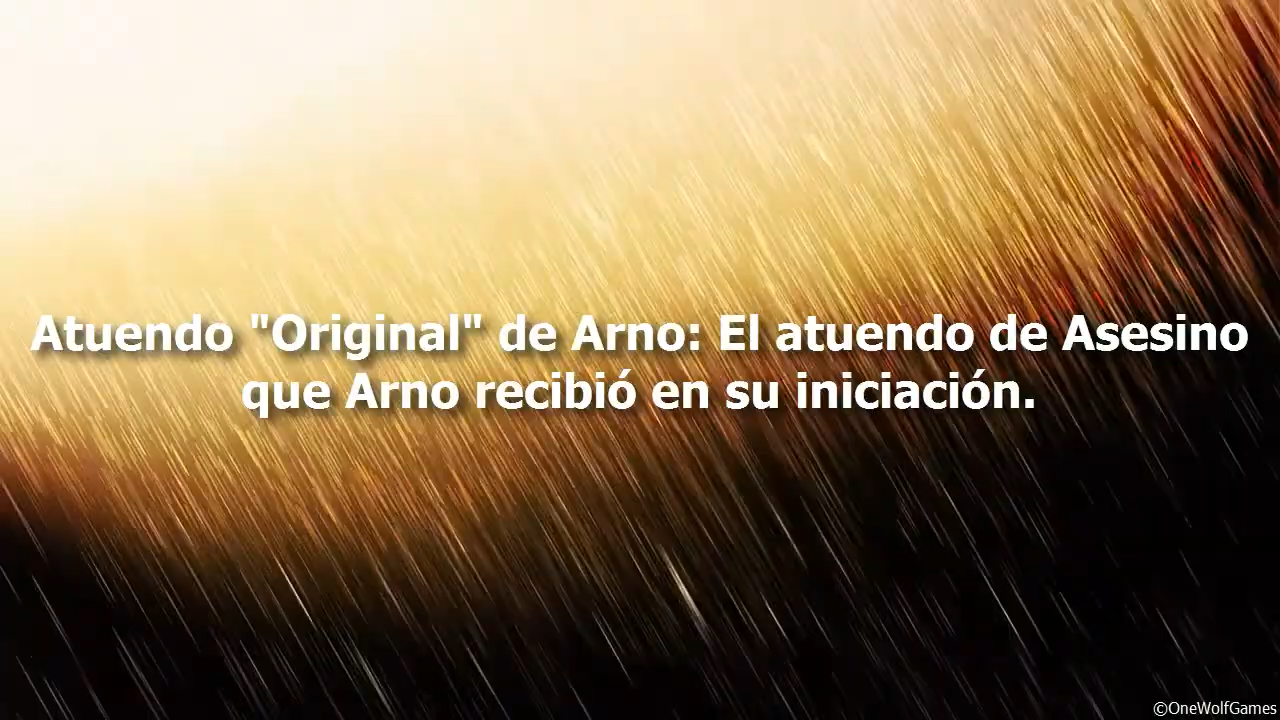 Atuendo "Original" de Arno: El atuendo de Asesino
que Arno recibió en su iniciación.
©OneWolfGames